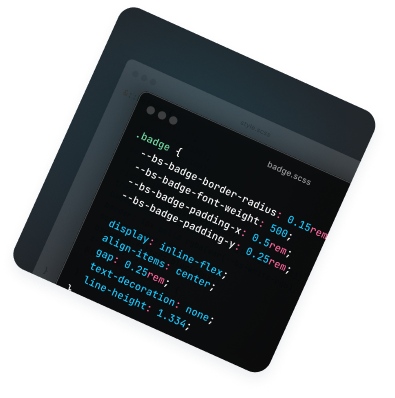 badge.scss
.badge {
--bs-badge-border-radius: 0.15rem
--bs-badge-font-weight: 500;
--bs-badge-padding-x: 0.5rem;
--bs-badge-padding-y: 0.25rem;
display: inline-flex;
align-items: center;
gap: 0.25rem;
text-decoration: none;
line-height: 1.334;
}